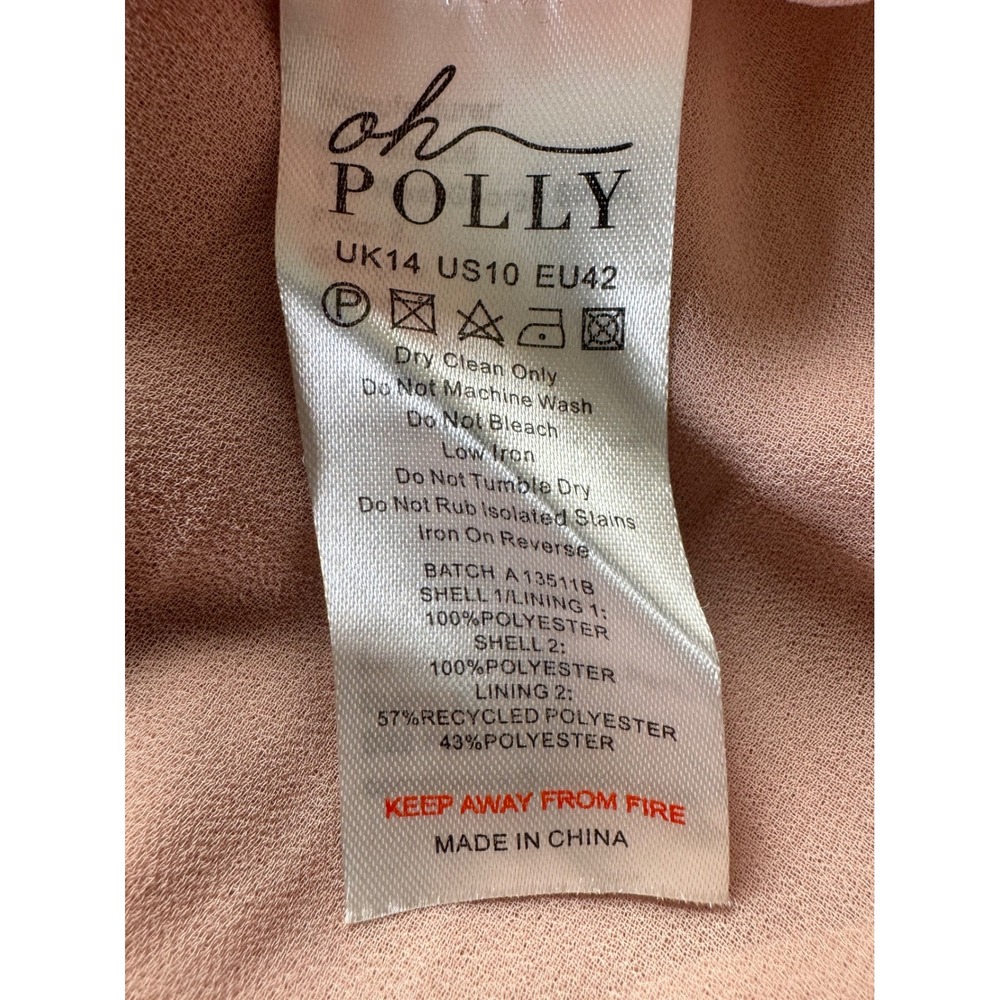 oh
POLLY
UK14 US10 EU42
P
Dry Clean Only
Do Not Machine Wash
Do Not Bleach
Low Iron
Do Not Tumble Dry
Do Not Rub Isolated Stains
Iron On Reverse
BATCH A13511B
SHELL 1/LINING 1:
100%POLYESTER
SHELL 2:
100%POLYESTER
LINING 2:
57%RECYCLED POLYESTER
43%POLYESTER
KEEP AWAY FROM FIRE
MADE IN CHINA